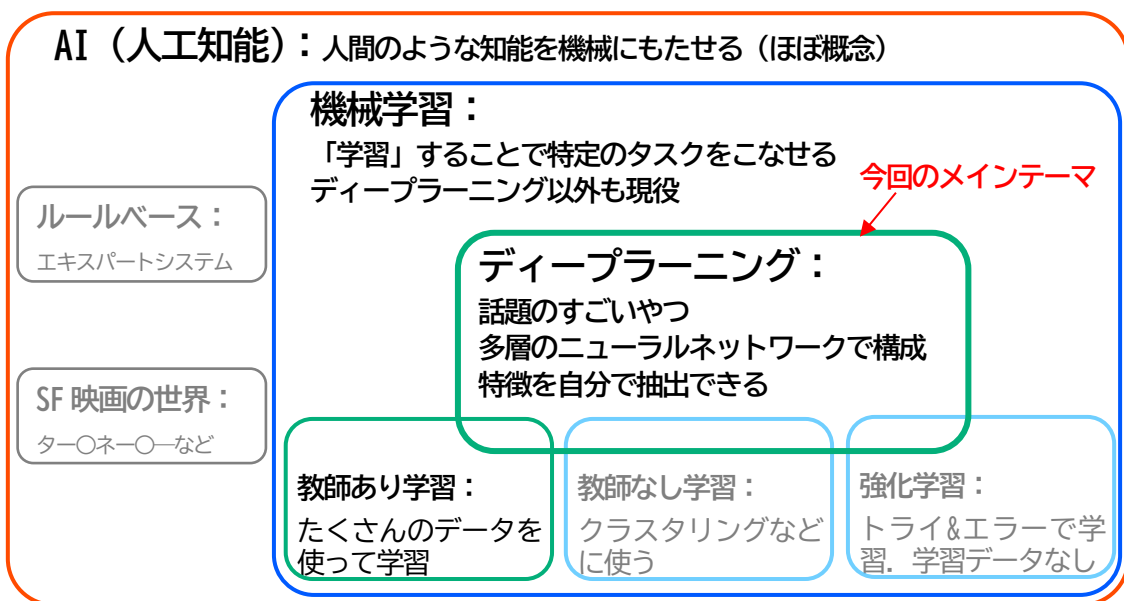 AI（人工知能）：人間のような知能を機械にもたせる（ほぼ概念）
機械学習：
「学習」することで特定のタスクをこなせる
ディープラーニング以外も現役
今回のメインテーマ
ルールベース：
エキスパートシステム
ディープラーニング：
話題のすごいやつ
多層のニューラルネットワークで構成
特徴を自分で抽出できる
SF映画の世界：
ター○ネー○―など
教師あり学習：
たくさんのデータを
使って学習
教師なし学習：
クラスタリングなど
に使う
強化学習：
トライ&エラーで学
習．学習データなし